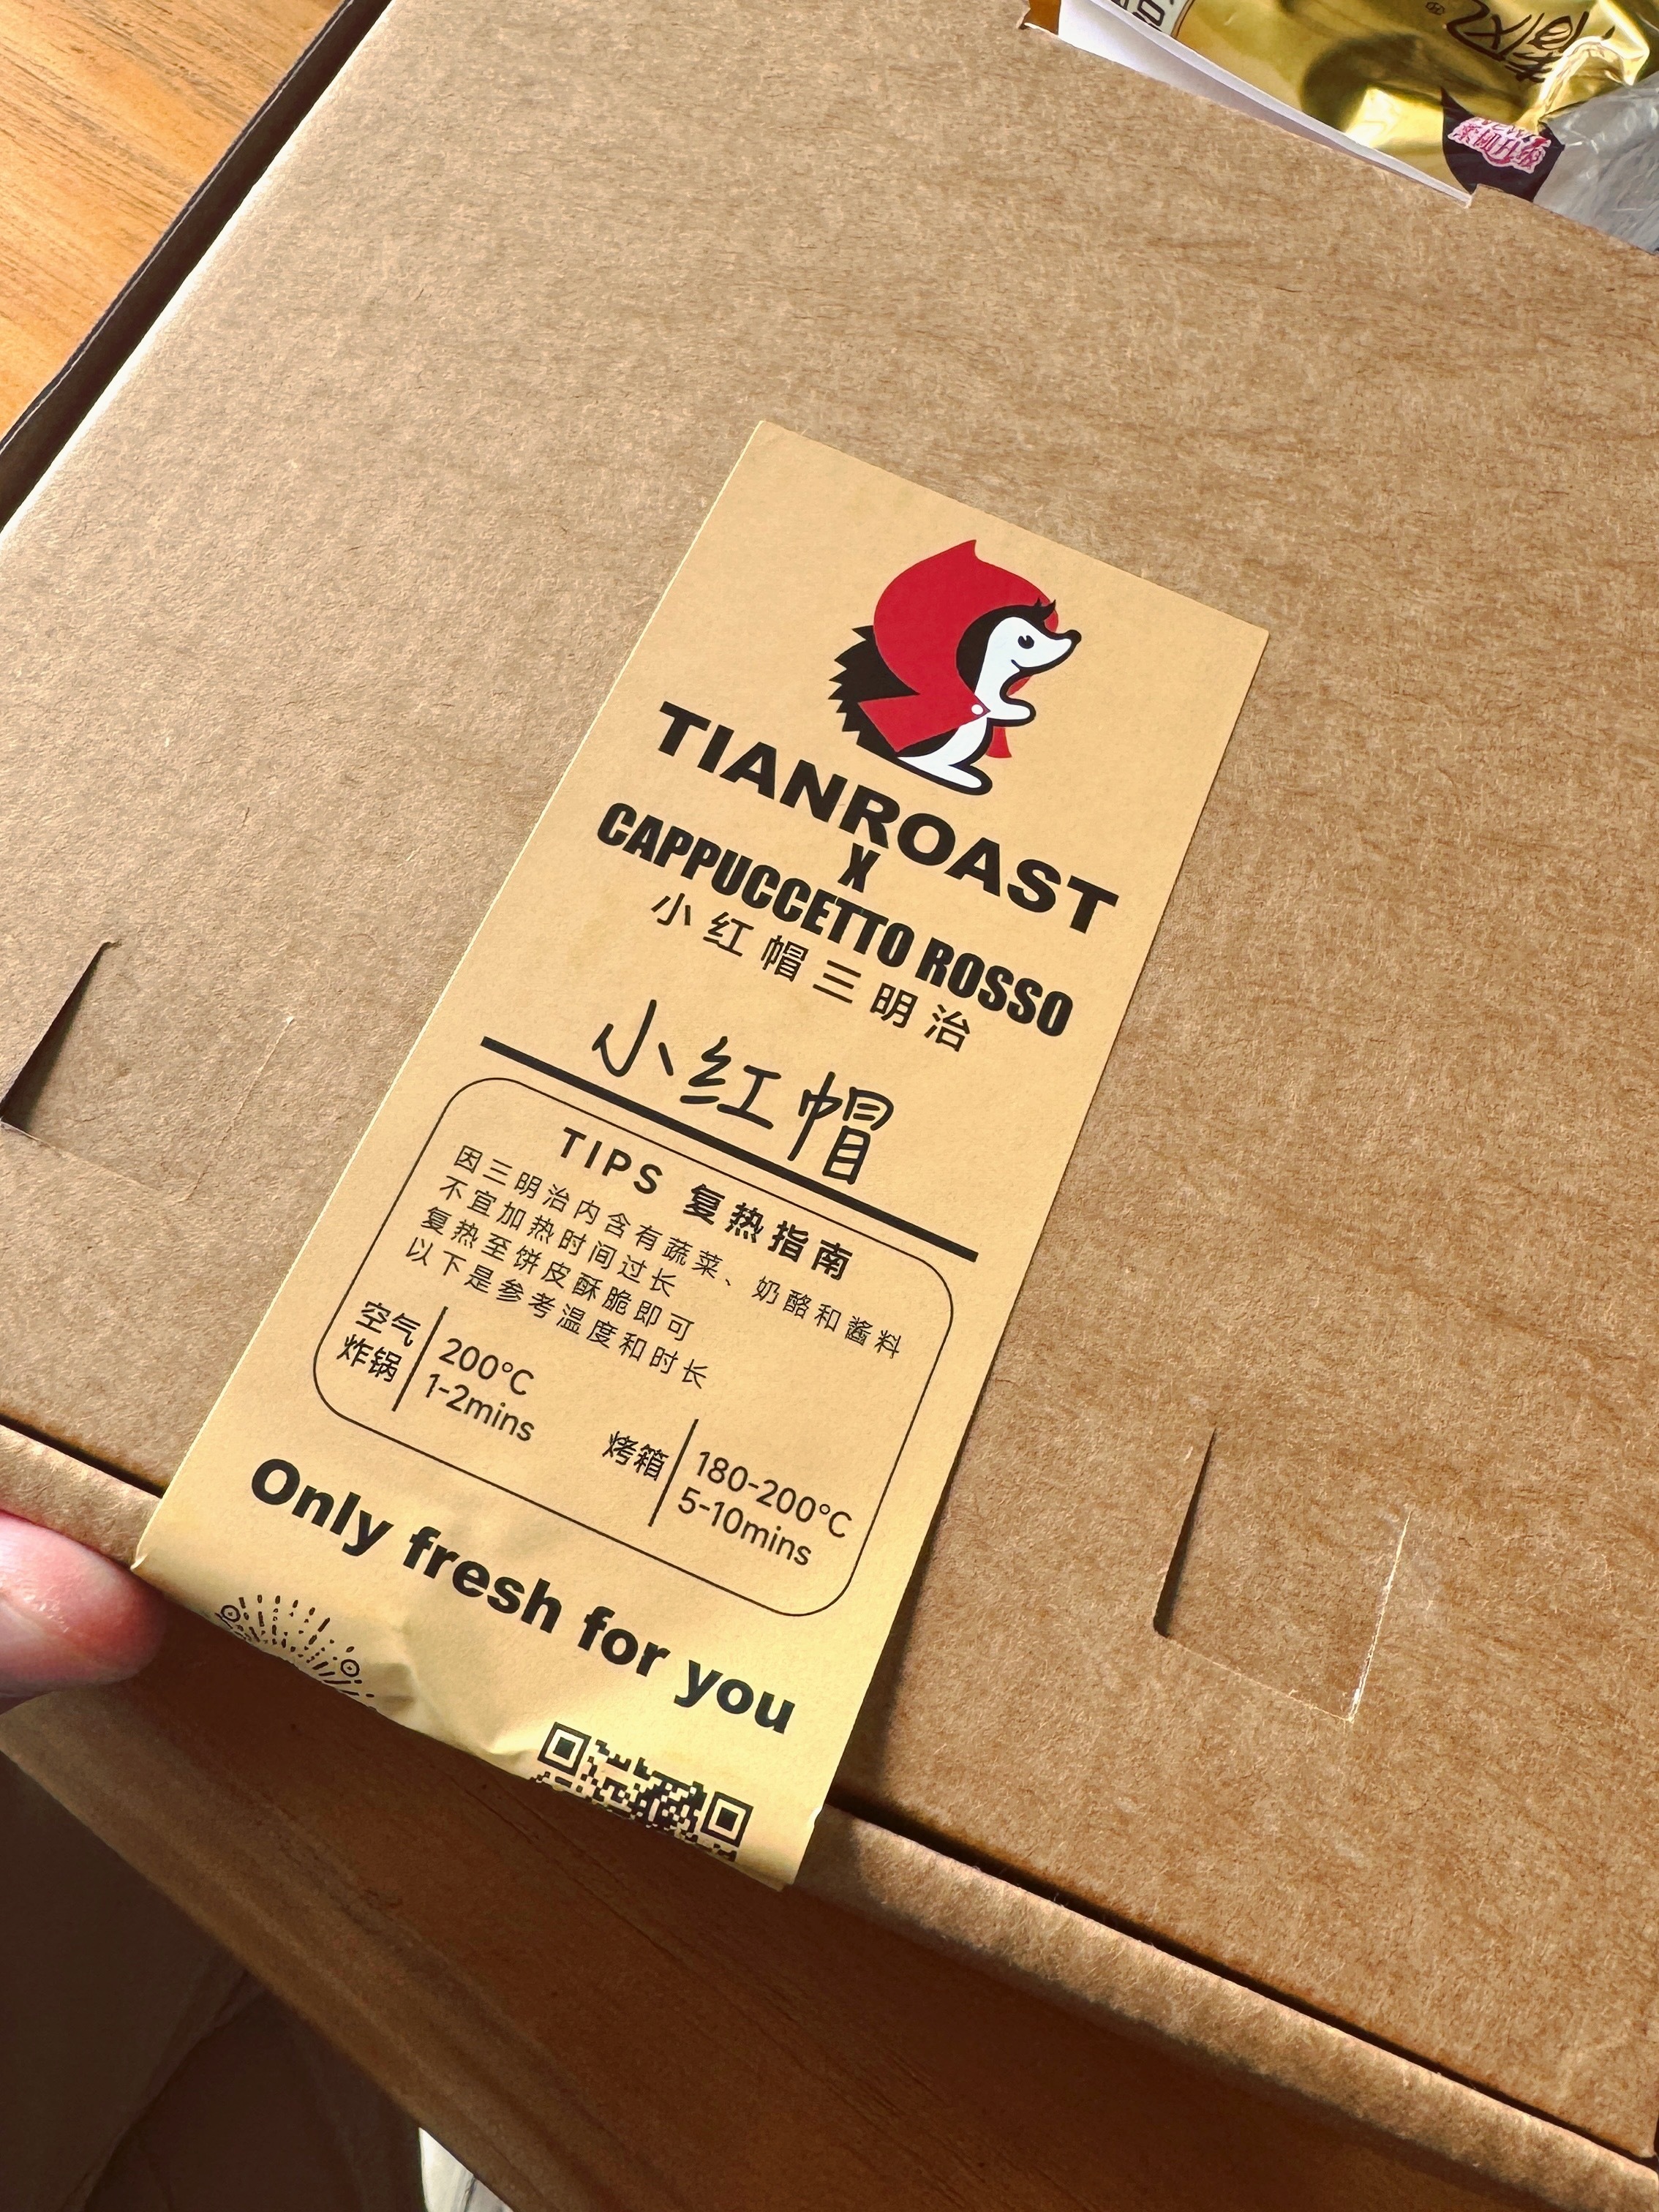 TIANROAST
X
CAPPUCCETTO ROSSO
小红帽三明治
小红帽
TIPS 复热指南
因三明治内含有蔬菜、奶酪和酱料
不宜加热时间过长
复热至饼皮酥脆即可
以下是参考温度和时长
空气
炸锅
200°C
1-2mins
烤箱
180-200°C
5-10mins
Only fresh for you